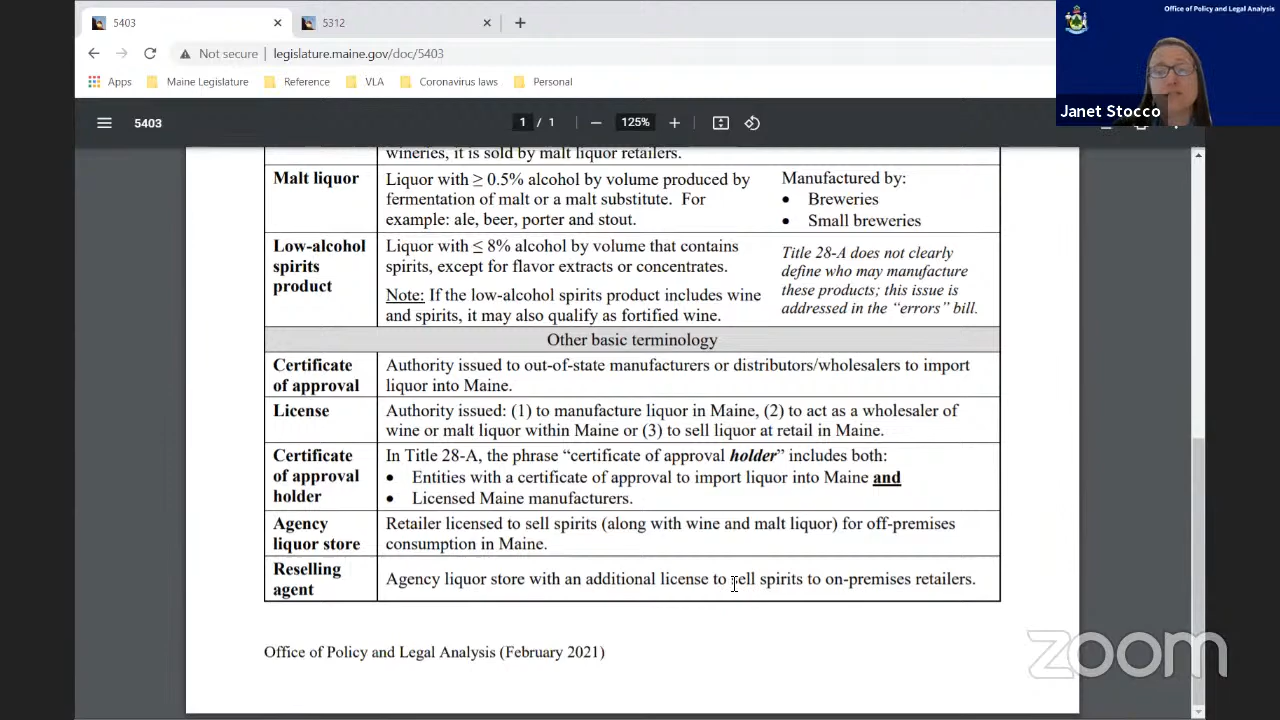 5403
5312
Office of Policy and Legal Analysis
Not secure
legislature.maine.gov/doc/5403
Apps
Maine Legislature
Reference
VLA
Coronavirus laws
Personal
Janet Stocco
5403
1 / 1
125%
wineries, it is sold by malt liquor retailers.
Malt liquor
Liquor with ≥ 0.5% alcohol by volume produced by
fermentation of malt or a malt substitute. For
example: ale, beer, porter and stout.
Manufactured by:
• Breweries
• Small breweries
Low-alcohol
spirits
product
Liquor with ≤ 8% alcohol by volume that contains
spirits, except for flavor extracts or concentrates.
Note: If the low-alcohol spirits product includes wine
and spirits, it may also qualify as fortified wine.
Title 28-A does not clearly
define who may manufacture
these products; this issue is
addressed in the “errors” bill.
Other basic terminology
Certificate
of approval
Authority issued to out-of-state manufacturers or distributors/wholesalers to import
liquor into Maine.
License
Authority issued: (1) to manufacture liquor in Maine, (2) to act as a wholesaler of
wine or malt liquor within Maine or (3) to sell liquor at retail in Maine.
Certificate
of approval
holder
In Title 28-A, the phrase “certificate of approval holder” includes both:
• Entities with a certificate of approval to import liquor into Maine and
• Licensed Maine manufacturers.
Agency
liquor store
Retailer licensed to sell spirits (along with wine and malt liquor) for off-premises
consumption in Maine.
Reselling
agent
Agency liquor store with an additional license to sell spirits to on-premises retailers.
Office of Policy and Legal Analysis (February 2021)
zoom